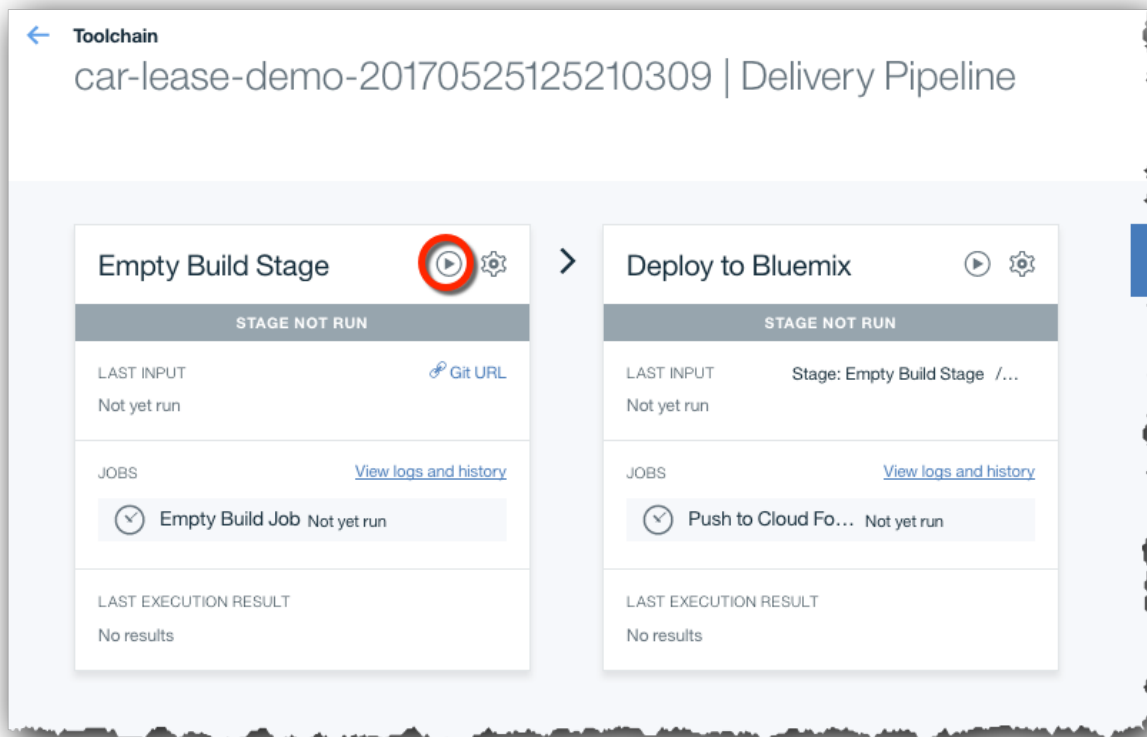 Toolchain
car-lease-demo-20170525125210309 | Delivery Pipeline
Empty Build Stage
STAGE NOT RUN
LAST INPUT
Git URL
Not yet run
JOBS
View logs and history
Empty Build Job Not yet run
LAST EXECUTION RESULT
No results
Deploy to Bluemix
STAGE NOT RUN
LAST INPUT
Stage: Empty Build Stage /...
Not yet run
JOBS
View logs and history
Push to Cloud Fo... Not yet run
LAST EXECUTION RESULT
No results